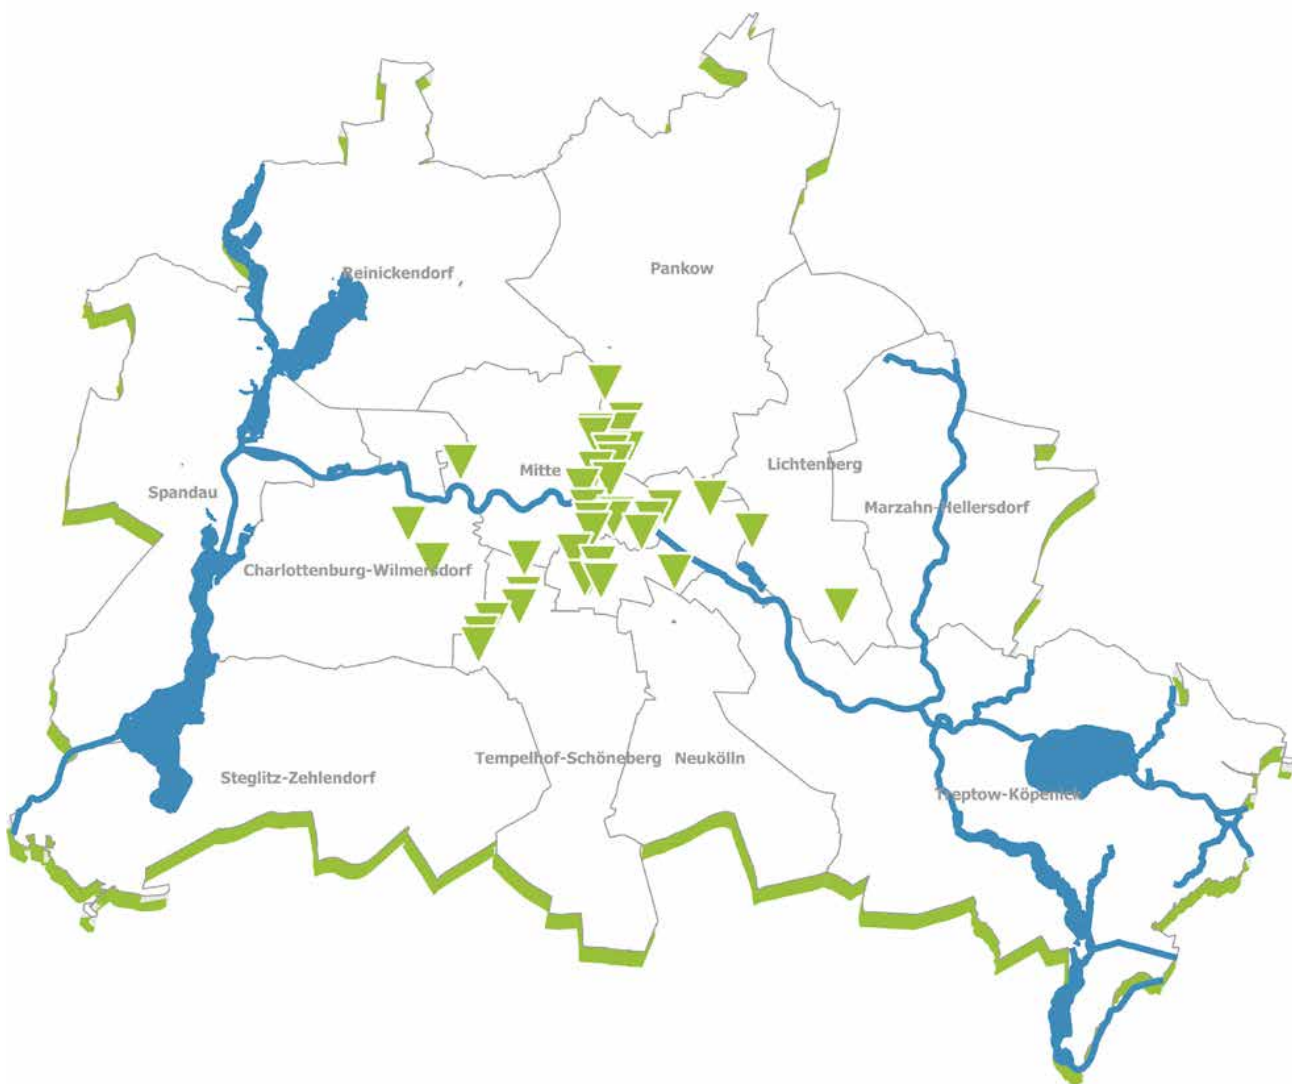 Pankow
Reinickendorf
Mitte
Lichtenberg
Spandau
Marzahn-Hellersdorf
Charlottenburg-Wilmersdorf
Tempelhof-Schöneberg
Neukölln
Steglitz-Zehlendorf
Treptow-Köpenick